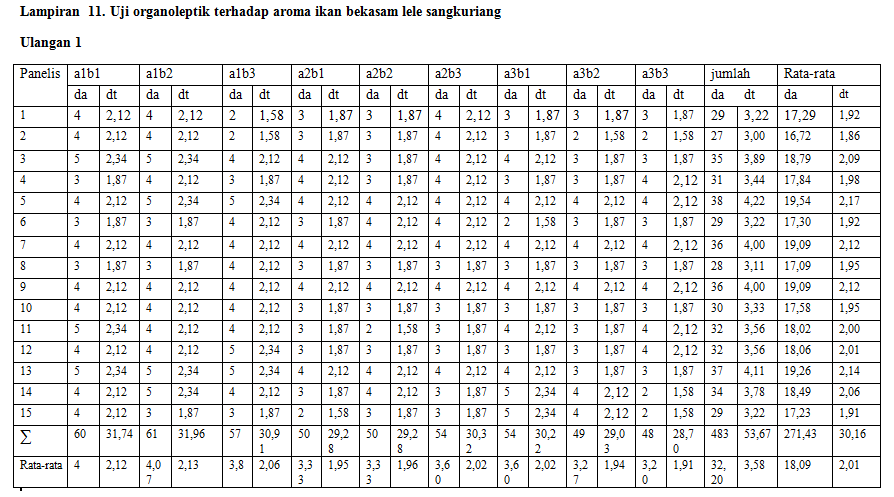 Lampiran 11. Uji organoleptik terhadap aroma ikan bekasam lele sangkuriang
Ulangan 1
Panelis a1b1 a1b2 a1b3 a2b1 a2b2 a2b3 a3b1 a3b2 a3b3 jumlah Rata-rata
da dt da dt da dt da dt da dt da dt da dt da dt da dt da dt da dt
1 4 2,12 4 2,12 2 1,58 3 1,87 3 1,87 4 2,12 3 1,87 3 1,87 3 1,87 29 3,22 17,29 1,92
2 4 2,12 4 2,12 2 1,58 3 1,87 3 1,87 4 2,12 3 1,87 2 1,58 2 1,58 27 3,00 16,72 1,86
3 5 2,34 5 2,34 4 2,12 4 2,12 3 1,87 4 2,12 4 2,12 3 1,87 3 1,87 35 3,89 18,79 2,09
4 3 1,87 4 2,12 3 1,87 4 2,12 3 1,87 4 2,12 3 1,87 3 1,87 4 2,12 31 3,44 17,84 1,98
5 4 2,12 5 2,34 5 2,34 4 2,12 4 2,12 4 2,12 4 2,12 4 2,12 4 2,12 38 4,22 19,54 2,17
6 3 1,87 3 1,87 4 2,12 3 1,87 4 2,12 4 2,12 2 1,58 3 1,87 3 1,87 29 3,22 17,30 1,92
7 4 2,12 4 2,12 4 2,12 4 2,12 4 2,12 4 2,12 4 2,12 4 2,12 4 2,12 36 4,00 19,09 2,12
8 3 1,87 3 1,87 4 2,12 3 1,87 3 1,87 3 1,87 3 1,87 3 1,87 3 1,87 28 3,11 17,09 1,95
9 4 2,12 4 2,12 4 2,12 4 2,12 4 2,12 4 2,12 4 2,12 4 2,12 4 2,12 36 4,00 19,09 2,12
10 4 2,12 4 2,12 4 2,12 3 1,87 3 1,87 3 1,87 3 1,87 3 1,87 3 1,87 30 3,33 17,58 1,95
11 5 2,34 4 2,12 4 2,12 3 1,87 2 1,58 3 1,87 4 2,12 3 1,87 4 2,12 32 3,56 18,02 2,00
12 4 2,12 4 2,12 5 2,34 3 1,87 3 1,87 3 1,87 3 1,87 3 1,87 4 2,12 32 3,56 18,06 2,01
13 5 2,34 5 2,34 5 2,34 4 2,12 4 2,12 4 2,12 4 2,12 3 1,87 3 1,87 37 4,11 19,26 2,14
14 4 2,12 5 2,34 4 2,12 3 1,87 4 2,12 3 1,87 5 2,34 4 2,12 2 1,58 34 3,78 18,49 2,06
15 4 2,12 3 1,87 3 1,87 2 1,58 3 1,87 3 1,87 5 2,34 4 2,12 2 1,58 29 3,22 17,23 1,91
∑ 60 31,74 61 31,96 57 30,9 50 29,2 50 29,2 54 30,3 54 30,2 49 29,0 48 28,7 483 53,67 271,43 30,16
1 8 8 2 2 3 0
Rata-rata 4 2,12 4,0 2,13 3,8 2,06 3,3 1,95 3,3 1,96 3,6 2,02 3,6 2,02 3,2 1,94 3,2 1,91 32, 3,58 18,09 2,01
7 3 3 0 0 7 0 20